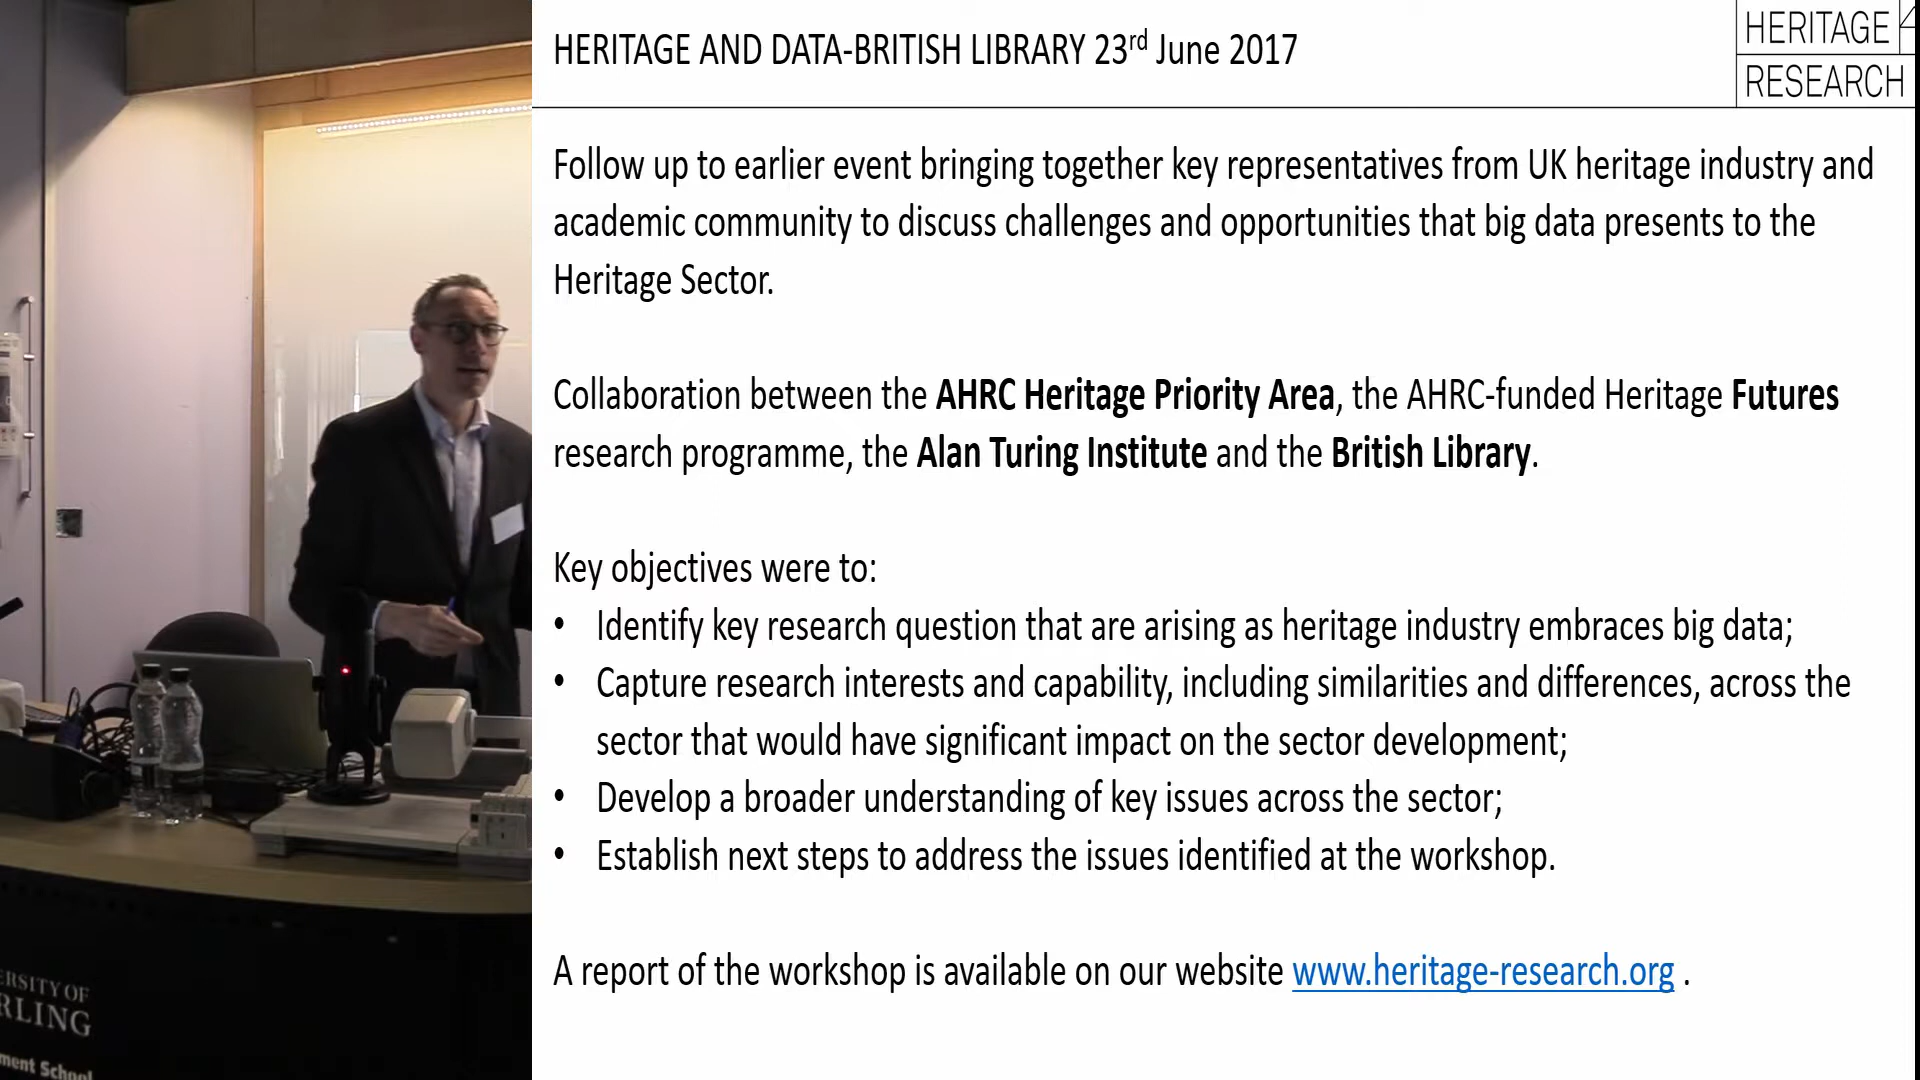 HERITAGE AND DATA-BRITISH LIBRARY 23rd June 2017
HERITAGE 4
RESEARCH
Follow up to earlier event bringing together key representatives from UK heritage industry and
academic community to discuss challenges and opportunities that big data presents to the
Heritage Sector.
Collaboration between the AHRC Heritage Priority Area, the AHRC-funded Heritage Futures
research programme, the Alan Turing Institute and the British Library.
Key objectives were to:
• Identify key research question that are arising as heritage industry embraces big data;
• Capture research interests and capability, including similarities and differences, across the
sector that would have significant impact on the sector development;
• Develop a broader understanding of key issues across the sector;
• Establish next steps to address the issues identified at the workshop.
A report of the workshop is available on our website www.heritage-research.org .
ERSITY OF
RLING
ment School